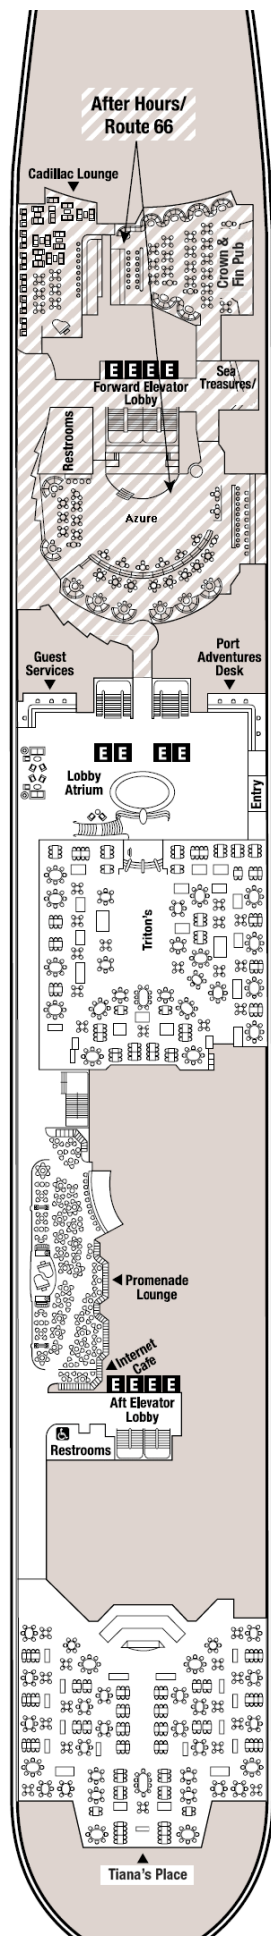 After Hours/
Route 66
Cadillac Lounge
Crown &
Fin Pub
E E E E
Forward Elevator
Lobby
Sea
Treasures/
Restrooms
Azure
Guest
Services
Port
Adventures
Desk
E E E E
Lobby
Atrium
Entry
Triton's
Promenade
Lounge
Internet
Cafe
E E E E
Aft Elevator
Lobby
Restrooms
Tiana's Place